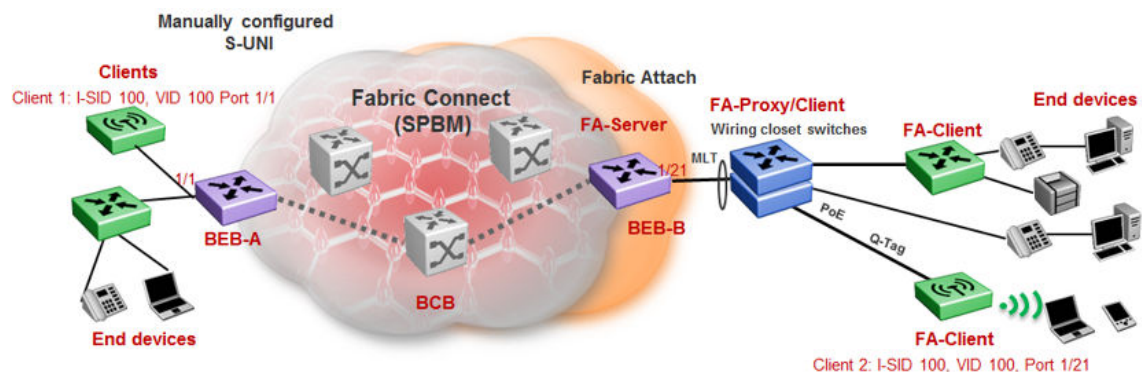 Manually configured
S-UNI
Clients
Client 1: I-SID 100, VID 100 Port 1/1
Fabric Connect
(SPBM)
Fabric Attach
FA-Server
FA-Proxy/Client
Wiring closet switches
End devices
FA-Client
MLT
1/21
1/1
BEB-A
BEB-B
PoE
Q-Tag
BCB
End devices
FA-Client
Client 2: I-SID 100, VID 100, Port 1/21